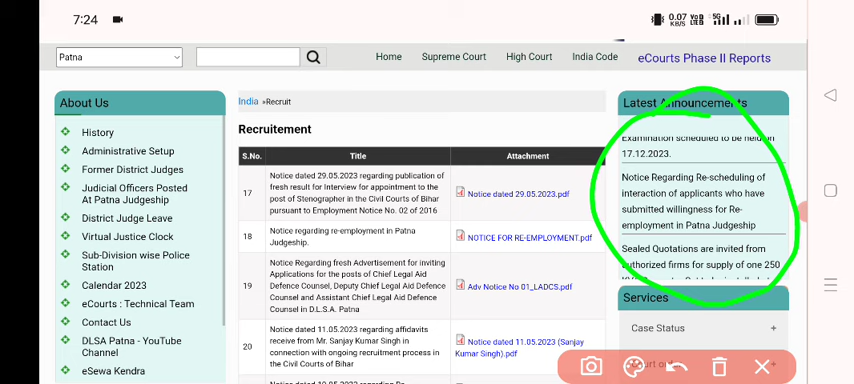 7:24
0.07 KB/S
VoD LTE
5G
Patna
Home
Supreme Court
High Court
India Code
eCourts Phase II Reports
About Us
History
Administrative Setup
Former District Judges
Judicial Officers Posted
At Patna Judgeship
District Judge Leave
Virtual Justice Clock
Sub-Division wise Police
Station
Calendar 2023
eCourts : Technical Team
Contact Us
DLSA Patna - YouTube
Channel
eSewa Kendra
India »Recruit
Recruitement
S.No.
Title
Attachment
17
Notice dated 29.05.2023 regarding publication of
fresh result for Interview for appointment to the
post of Stenographer in the Civil Courts of Bihar
pursuant to Employment Notice No. 02 of 2016
Notice dated 29.05.2023.pdf
18
Notice regarding re-employment in Patna
Judgeship.
NOTICE FOR RE-EMPLOYMENT.pdf
19
Notice Regarding fresh Advertisement for inviting
Applications for the posts of Chief Legal Aid
Defence Counsel, Deputy Chief Legal Aid Defence
Counsel and Assistant Chief Legal Aid Defence
Counsel in D.L.S.A. Patna
Adv Notice No 01_LADCS.pdf
20
Notice dated 11.05.2023 regarding affidavits
receive from Mr. Sanjay Kumar Singh in
connection with ongoing recruitment process in
the Civil Courts of Bihar
Notice dated 11.05.2023 (Sanjay
Kumar Singh).pdf
Latest Announcements
Examination scheduled to be held on
17.12.2023.
Notice Regarding Re-scheduling of
interaction of applicants who have
submitted willingness for Re-
employment in Patna Judgeship
Sealed Quotations are invited from
authorized firms for supply of one 250
Services
Case Status +
Court